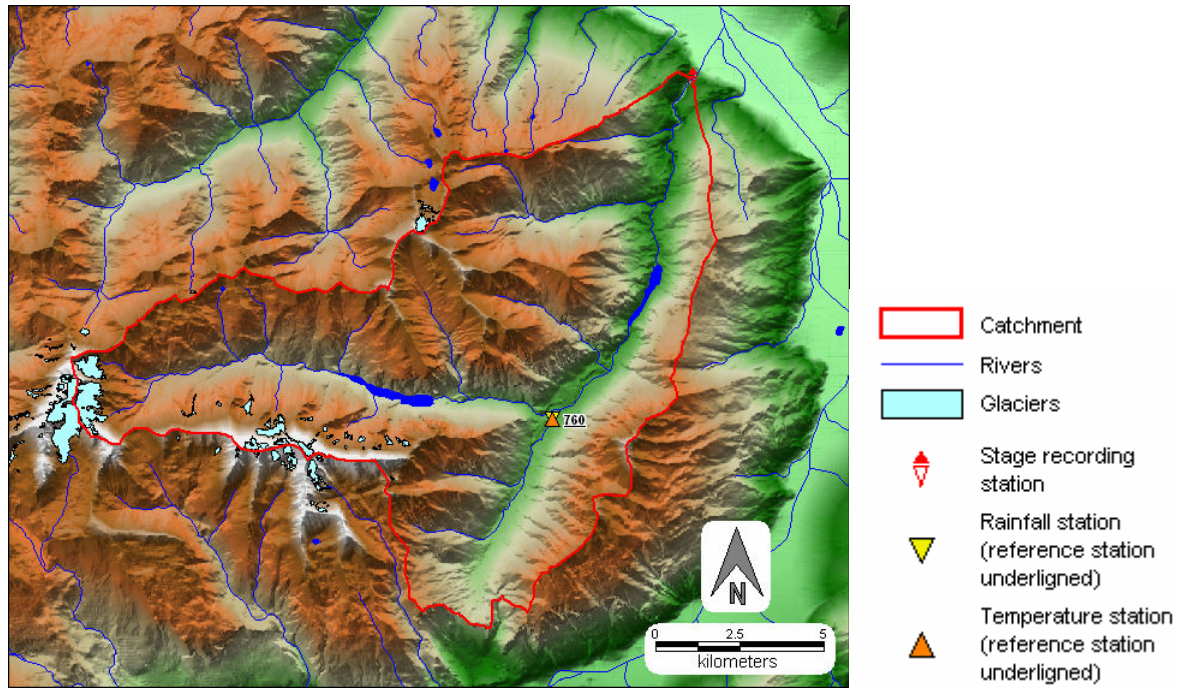 760
N
0 2.5 5
kilometers
Catchment
Rivers
Glaciers
Stage recording
station
Rainfall station
(reference station
underligned)
Temperature station
(reference station
underligned)